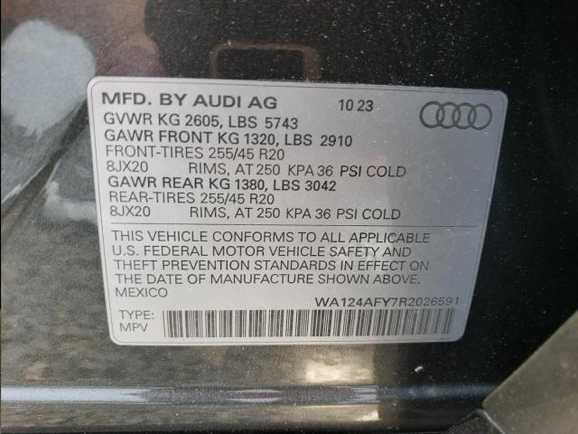 MFD. BY AUDI AG 10 23
GVWR KG 2605, LBS 5743
GAWR FRONT KG 1320, LBS 2910
FRONT-TIRES 255/45 R20
8JX20 RIMS, AT 250 KPA 36 PSI COLD
GAWR REAR KG 1380, LBS 3042
REAR-TIRES 255/45 R20
8JX20 RIMS, AT 250 KPA 36 PSI COLD
THIS VEHICLE CONFORMS TO ALL APPLICABLE
U.S. FEDERAL MOTOR VEHICLE SAFETY AND
THEFT PREVENTION STANDARDS IN EFFECT ON
THE DATE OF MANUFACTURE SHOWN ABOVE.
MEXICO WA124AFY7R2026591
TYPE:
MPV